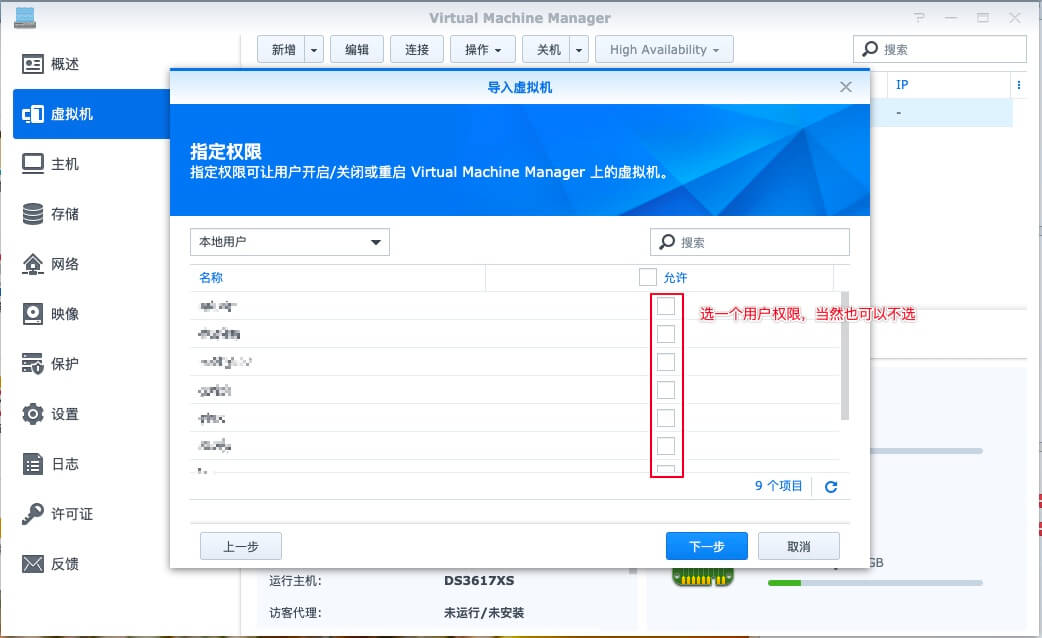 Virtual Machine Manager
新增
编辑
连接
操作
关机
High Availability
搜索
概述
虚拟机
主机
存储
网络
映像
保护
设置
日志
许可证
反馈
IP
-
导入虚拟机
指定权限
指定权限可让用户开启/关闭或重启 Virtual Machine Manager 上的虚拟机。
本地用户
搜索
名称
允许
选一个用户权限，当然也可以不选
9 个项目
上一步
下一步
取消
GB
运行主机:
DS3617XS
访客代理:
未运行/未安装